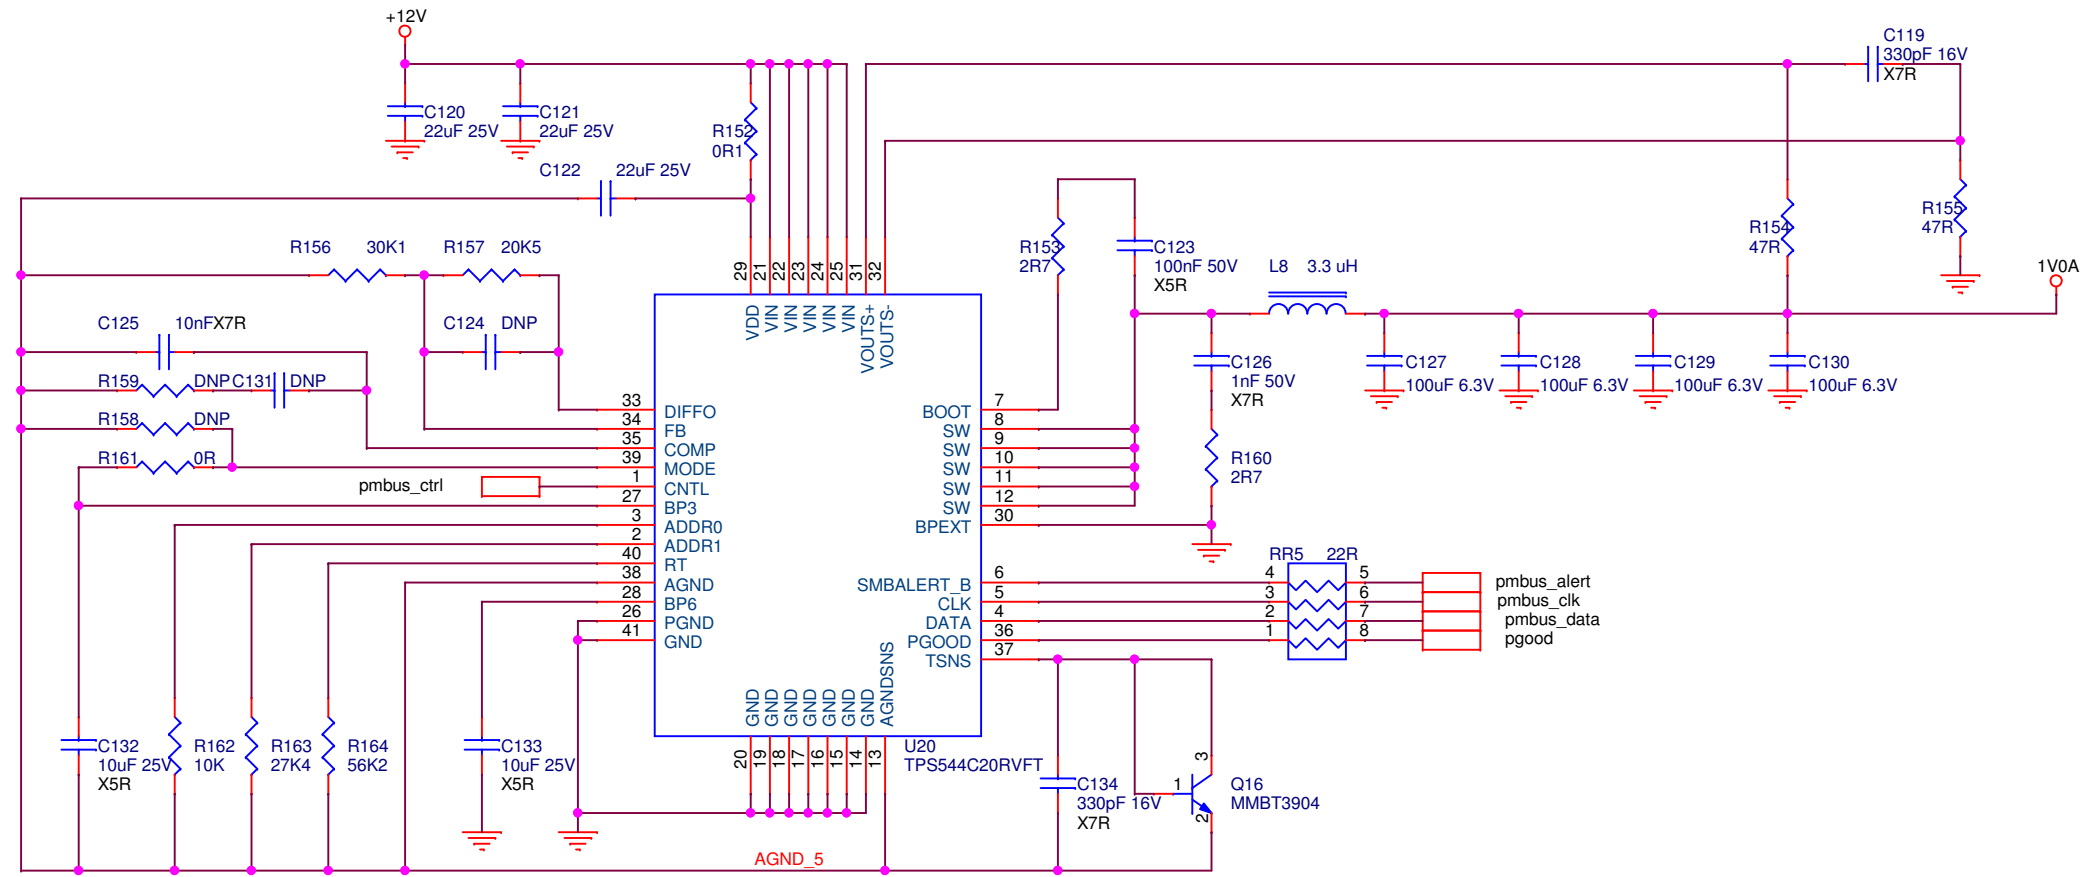 +12V
C119
330pF 16V
X7R
C120
22uF 25V
C121
22uF 25V
R152
0R1
C122 22uF 25V
R153
2R7
C123
100nF 50V
X5R
R154
47R
R155
47R
R156 30K1 R157 20K5
L8 3.3 uH
1V0A
29 21 22 23 24 25 31 32
VDD VIN VIN VIN VIN VIN VOUTS+ VOUTS-
C125 10nF X7R
C124 DNP
R159 DNP C131 DNP
R158 DNP
R161 0R
C126
1nF 50V
X7R
C127
100uF 6.3V
C128
100uF 6.3V
C129
100uF 6.3V
C130
100uF 6.3V
R160
2R7
33 DIFFO
34 FB
35 COMP
39 MODE
pmbus_ctrl 1 CNTL
27 BP3
3 ADDR0
2 ADDR1
40 RT
38 AGND
28 BP6
26 PGND
41 GND
BOOT 7
SW 8
SW 9
SW 10
SW 11
SW 12
BPEXT 30
RR5 22R
SMBALERT_B 6 4 5 pmbus_alert
CLK 5 3 6 pmbus_clk
DATA 4 2 7 pmbus_data
PGOOD 36 1 8 pgood
TSNS 37
GND GND GND GND GND GND GND AGNDSNS
20 19 18 17 16 15 14 13
U20
TPS544C20RVFT
C132
10uF 25V
X5R
R162
10K
R163
27K4
R164
56K2
C133
10uF 25V
X5R
C134
330pF 16V
X7R
3
1
2
Q16
MMBT3904
AGND_5